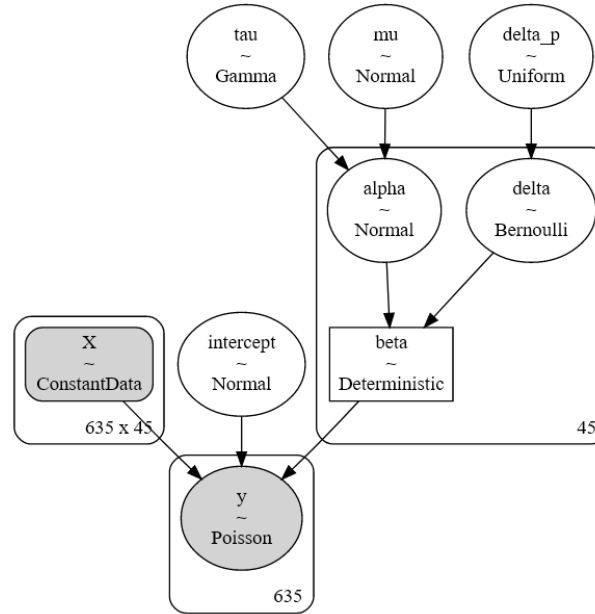 tau
~
Gamma
mu
~
Normal
delta_p
~
Uniform
alpha
~
Normal
delta
~
Bernoulli
X
~
ConstantData
635 x 45
intercept
~
Normal
beta
~
Deterministic
45
y
~
Poisson
635